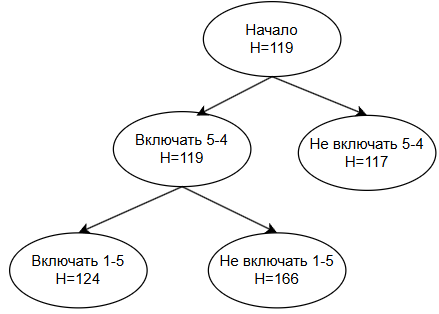 Начало
H=119
Включать 5-4
H=119
Не включать 5-4
H=117
Включать 1-5
H=124
Не включать 1-5
H=166